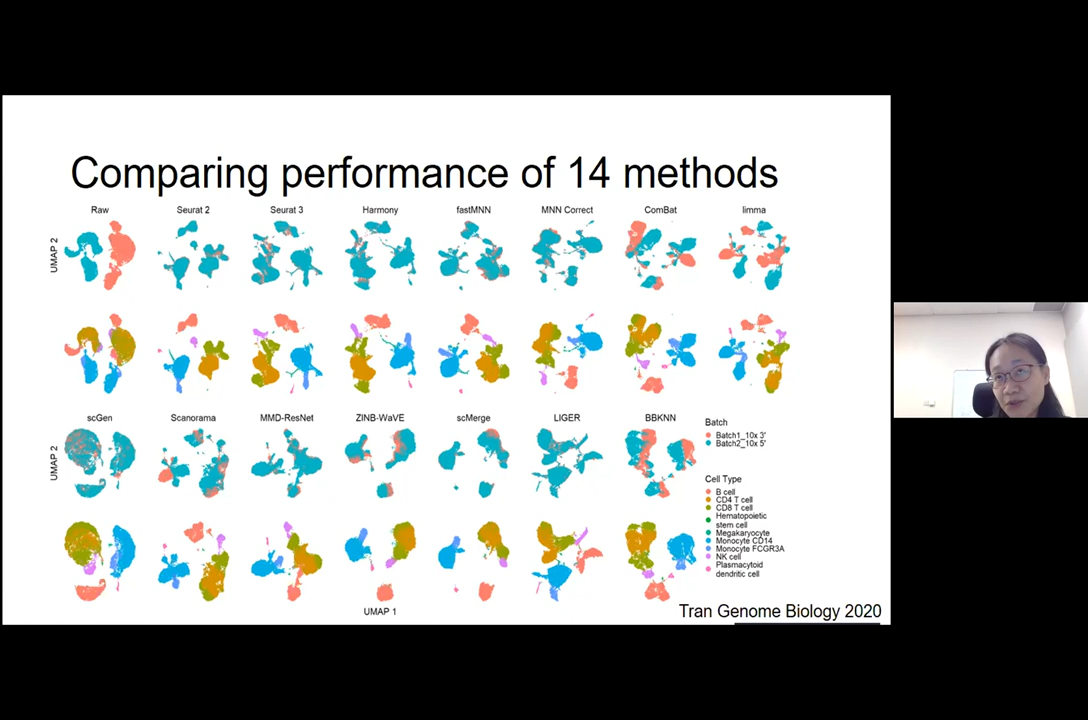 Comparing performance of 14 methods
Raw Seurat 2 Seurat 3 Harmony fastMNN MNN Correct ComBat limma
UMAP 2
scGen Scanorama MMD-ResNet ZINB-WaVE scMerge LIGER BBKNN
UMAP 2
UMAP 1
Batch
Batch1_10x 3'
Batch2_10x 5'
Cell Type
B cell
CD4 T cell
CD8 T cell
Hematopoietic
stem cell
Megakaryocyte
Monocyte CD14
Monocyte FCGR3A
NK cell
Plasmacytoid
dendritic cell
Tran Genome Biology 2020